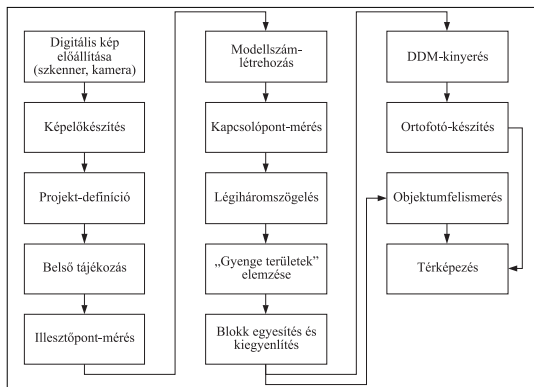 Digitális kép
előállítása
(szkenner, kamera)
Képelőkészítés
Projekt-definíció
Belső tájékozás
Illesztőpont-mérés
Modellszám-
létrehozás
Kapcsolópont-mérés
Légiháromszögelés
„Gyenge területek”
elemzése
Blokk egyesítés és
kiegyenlítés
DDM-kinyerés
Ortofotó-készítés
Objektumfelismerés
Térképezés